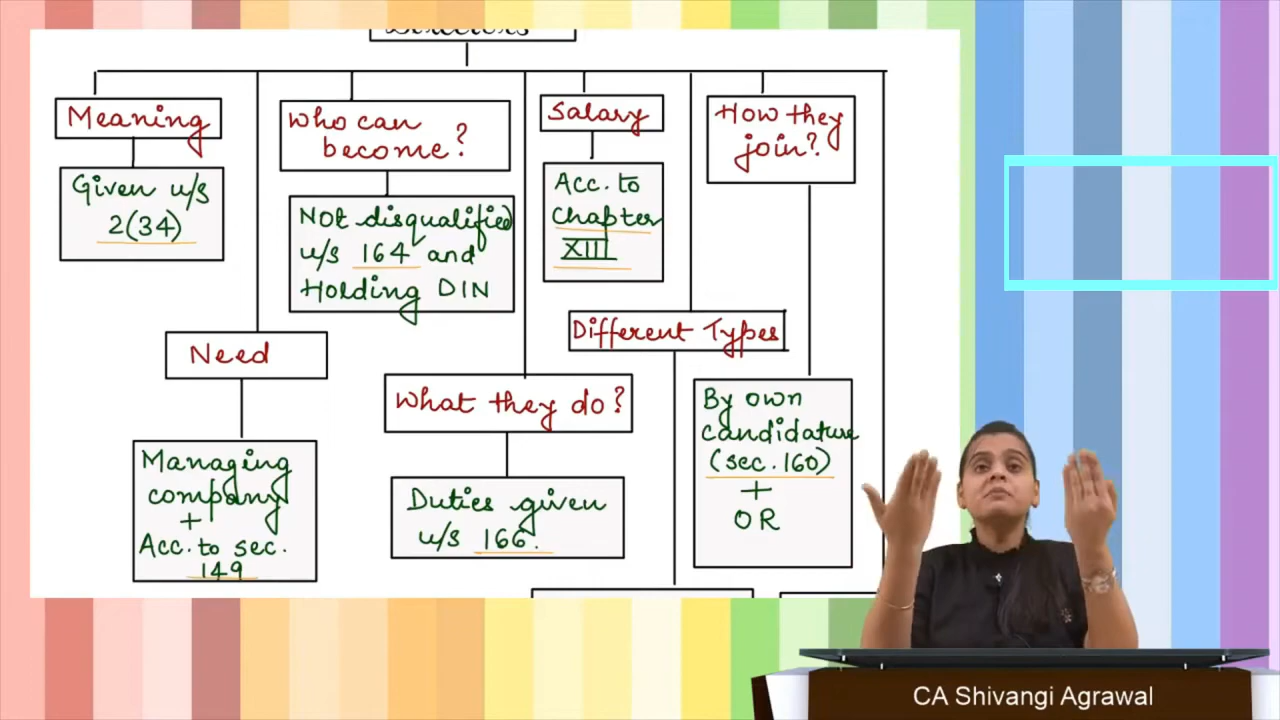 Directors
Meaning
Given u/s
2(34)
Need
Managing
company
+
Acc. to sec.
149
Who can
become?
Not disqualified
u/s 164 and
Holding DIN
What they do?
Duties given
u/s 166.
Salary
Acc. to
Chapter
XIII
Different Types
How they
join?
By own
candidature
(sec. 160)
+
OR
CA Shivangi Agrawal